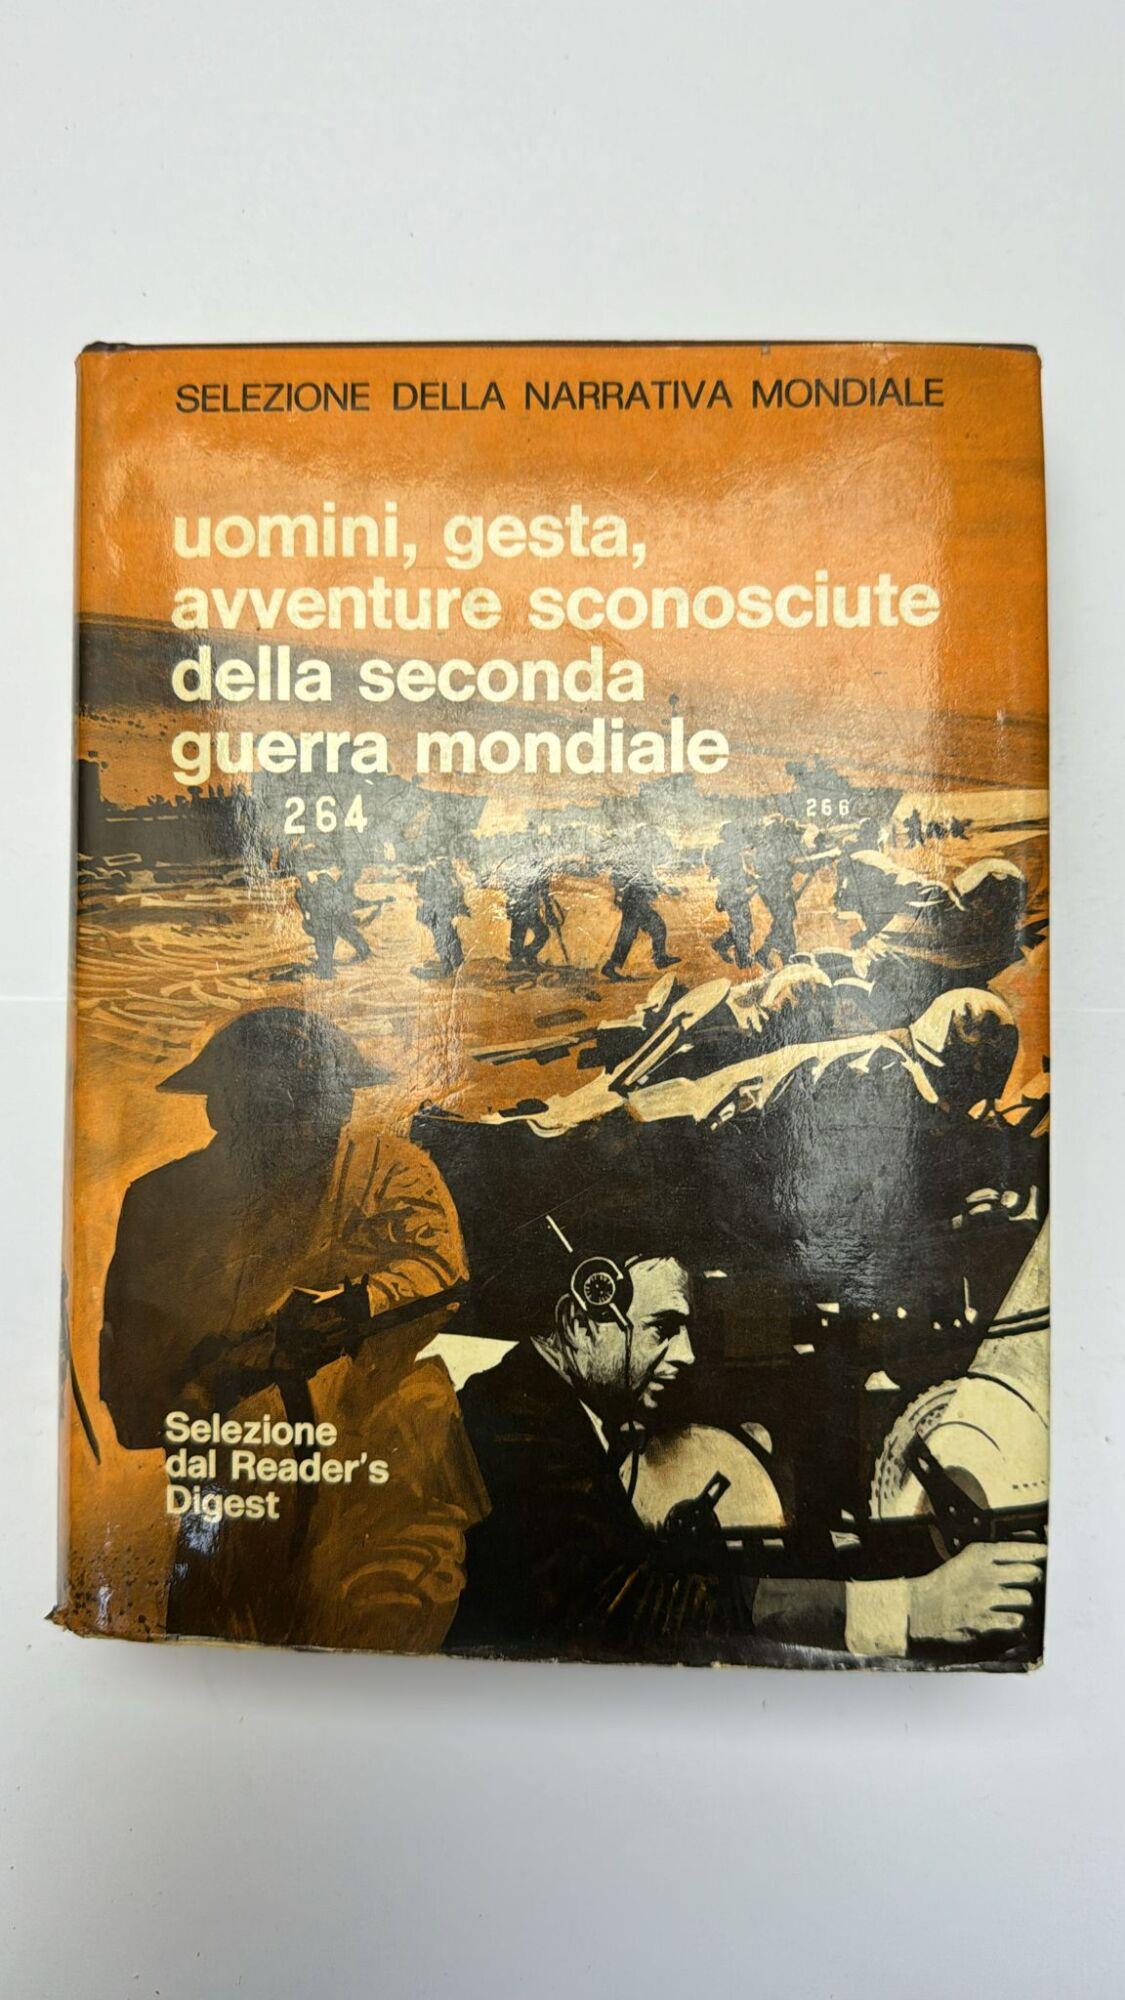 SELEZIONE DELLA NARRATIVA MONDIALE
uomini, gesta,
avventure sconosciute
della seconda
guerra mondiale
264
266
Selezione
dal Reader's
Digest